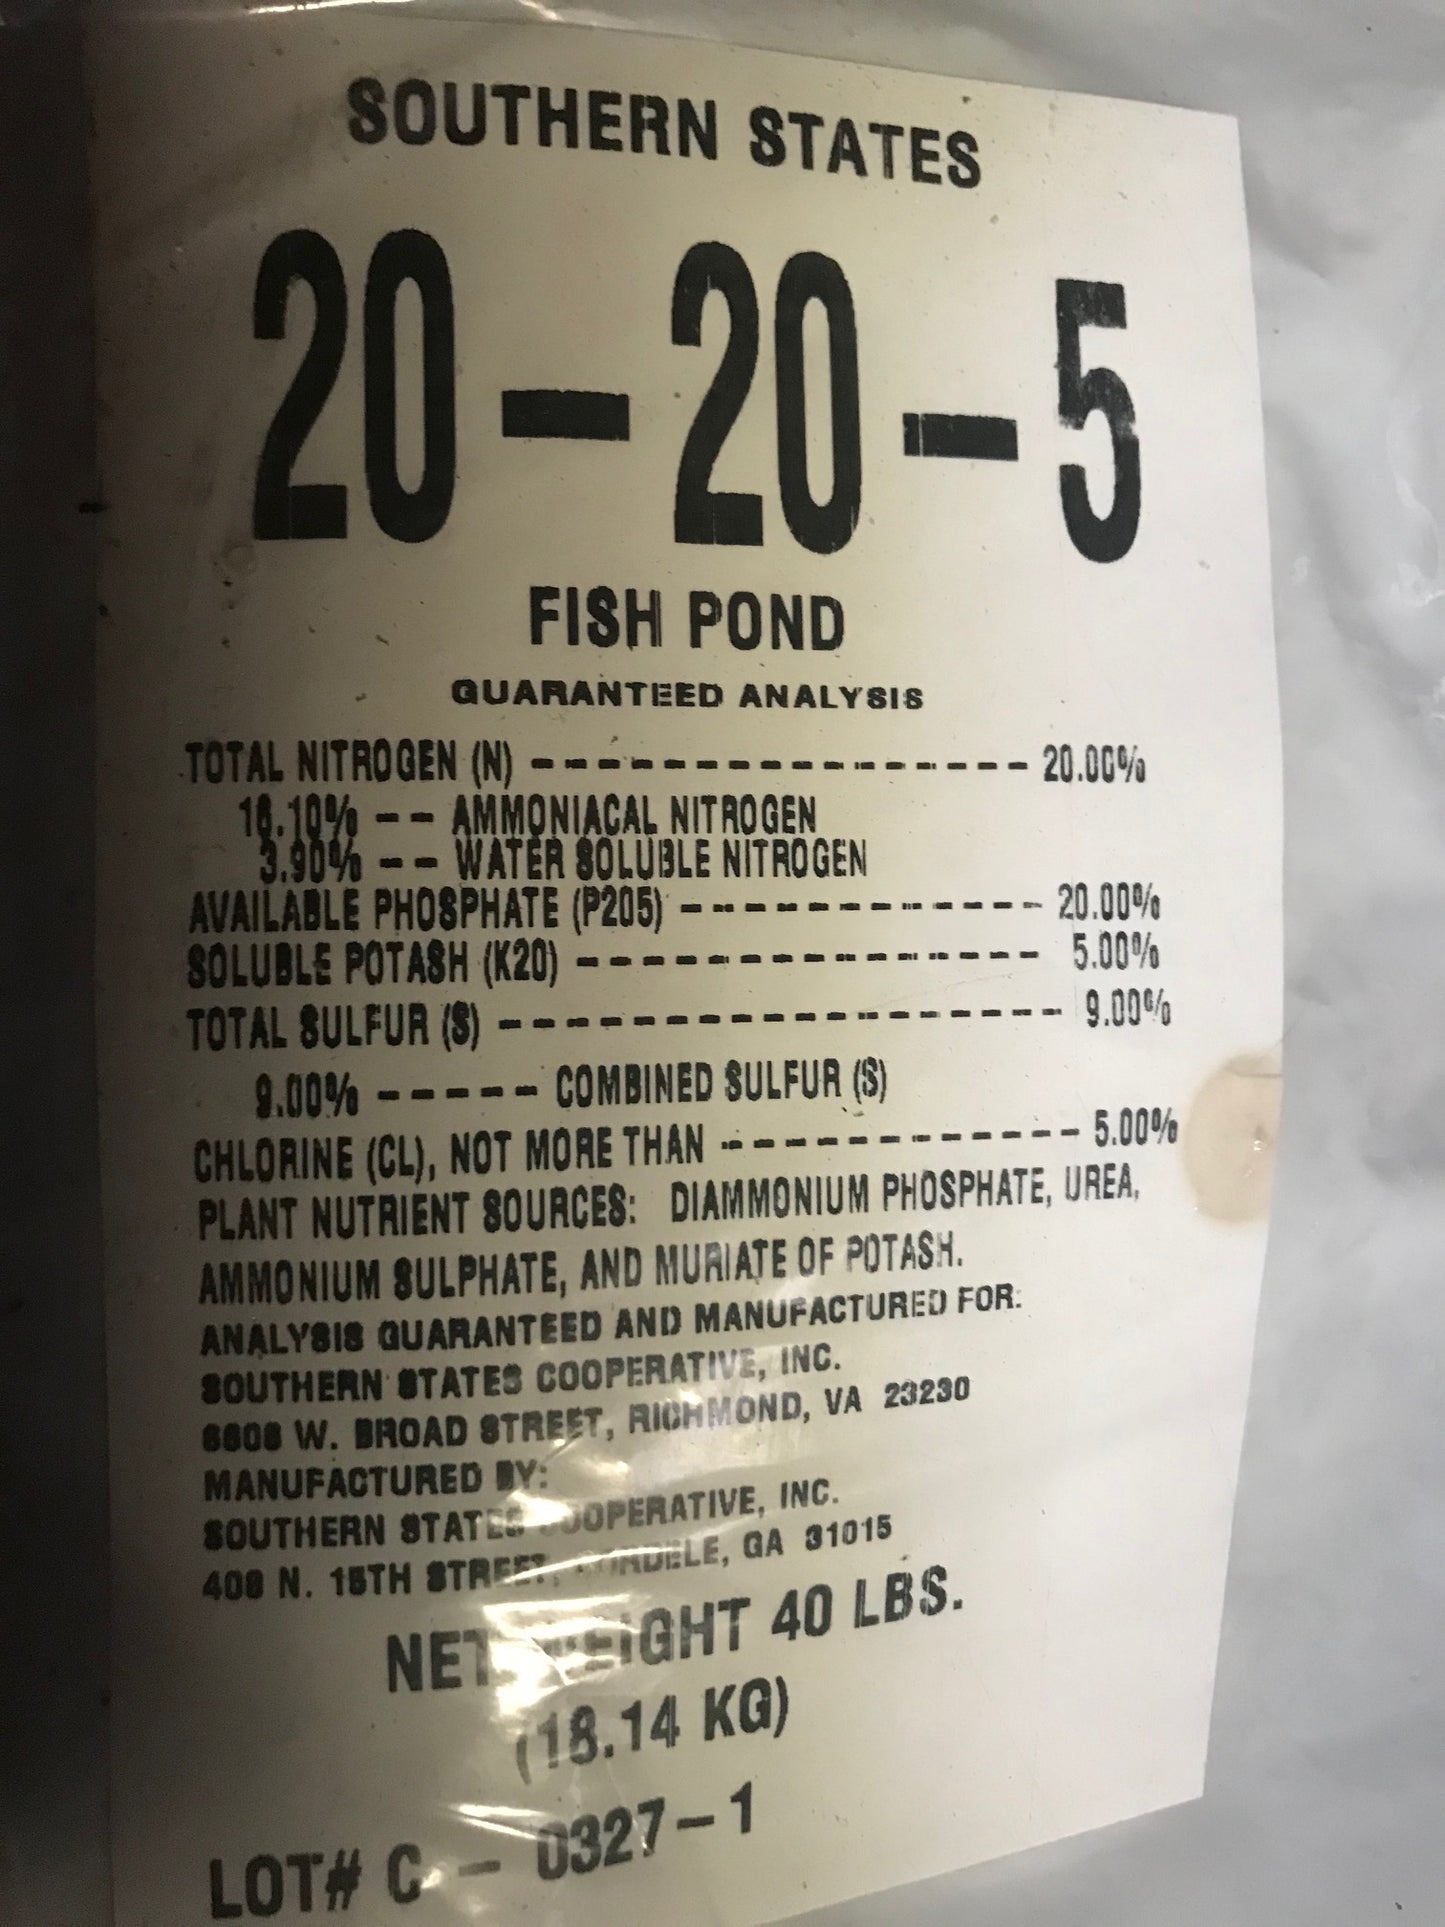 SOUTHERN STATES
20-20-5
FISH POND
GUARANTEED ANALYSIS
TOTAL NITROGEN (N) ---------------- 20.00%
16.10% -- AMMONIACAL NITROGEN
3.90% -- WATER SOLUBLE NITROGEN
AVAILABLE PHOSPHATE (P205) ------------ 20.00%
SOLUBLE POTASH (K20) --------------- 5.00%
TOTAL SULFUR (S) ----------------- 9.00%
9.00% ----- COMBINED SULFUR (S)
CHLORINE (CL), NOT MORE THAN ------------ 5.00%
PLANT NUTRIENT SOURCES: DIAMMONIUM PHOSPHATE, UREA,
AMMONIUM SULPHATE, AND MURIATE OF POTASH.
ANALYSIS GUARANTEED AND MANUFACTURED FOR:
SOUTHERN STATES COOPERATIVE, INC.
6606 W. BROAD STREET, RICHMOND, VA 23230
MANUFACTURED BY:
SOUTHERN STATES COOPERATIVE, INC.
408 N. 15TH STREET, CORDELE, GA 31015
NET WEIGHT 40 LBS.
(18.14 KG)
LOT# C - 0327-1